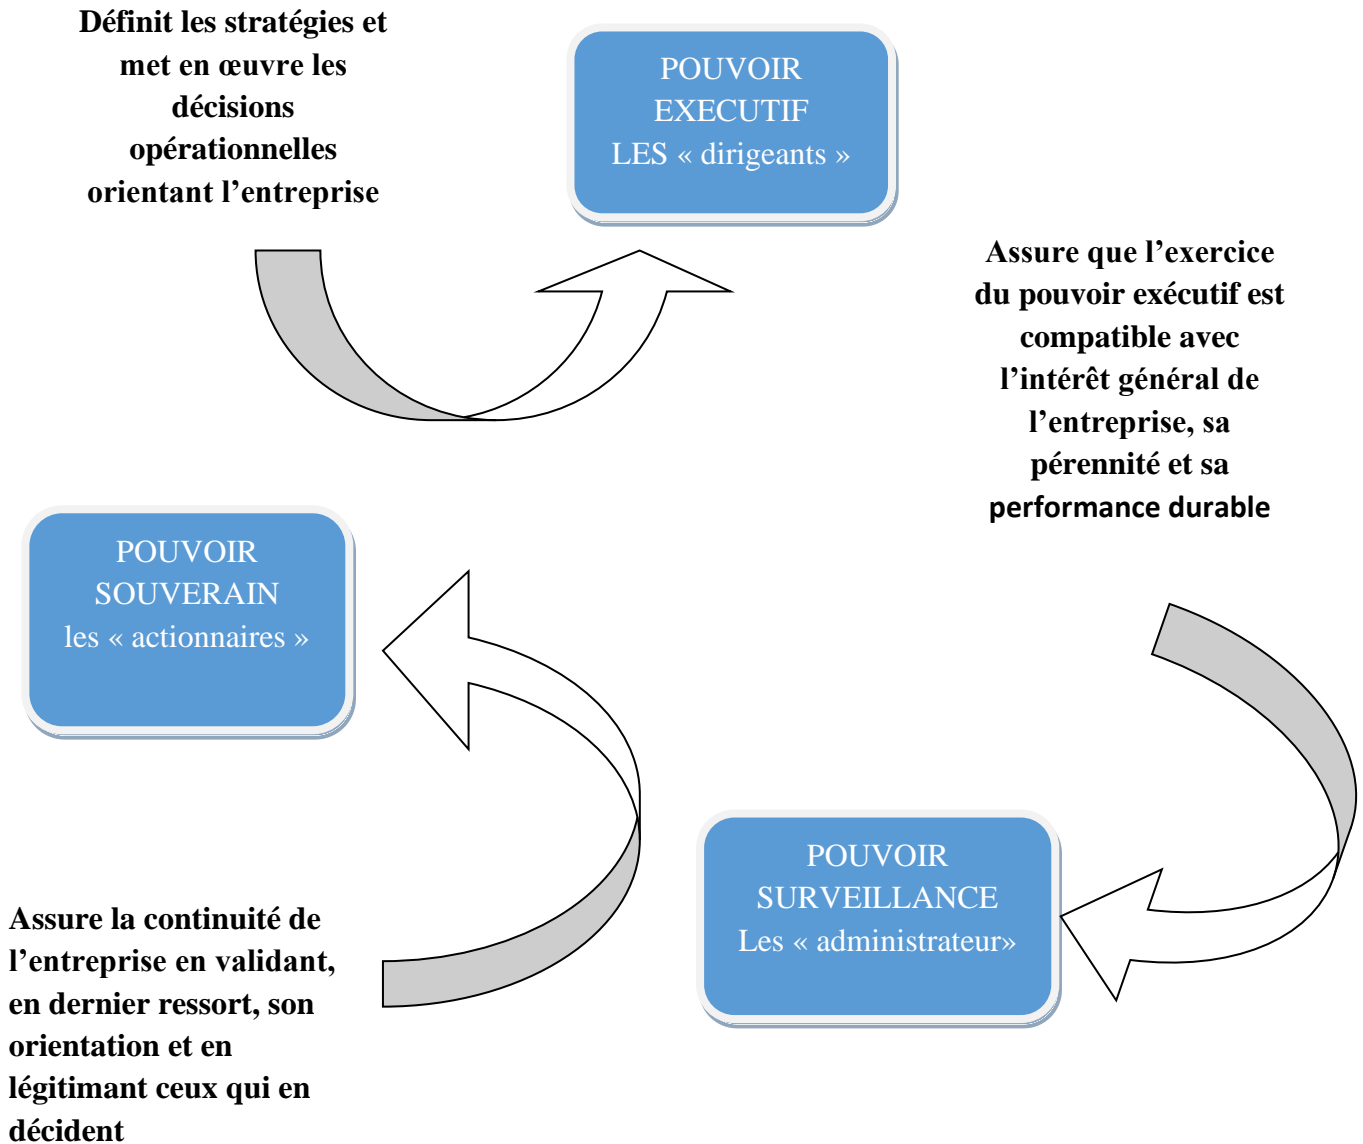 Définit les stratégies et
met en œuvre les
décisions
opérationnelles
orientant l’entreprise
POUVOIR
EXECUTIF
LES « dirigeants »
Assure que l’exercice
du pouvoir exécutif est
compatible avec
l’intérêt général de
l’entreprise, sa
pérennité et sa
performance durable
POUVOIR
SOUVERAIN
les « actionnaires »
POUVOIR
SURVEILLANCE
Les « administrateur»
Assure la continuité de
l’entreprise en validant,
en dernier ressort, son
orientation et en
légitimant ceux qui en
décident